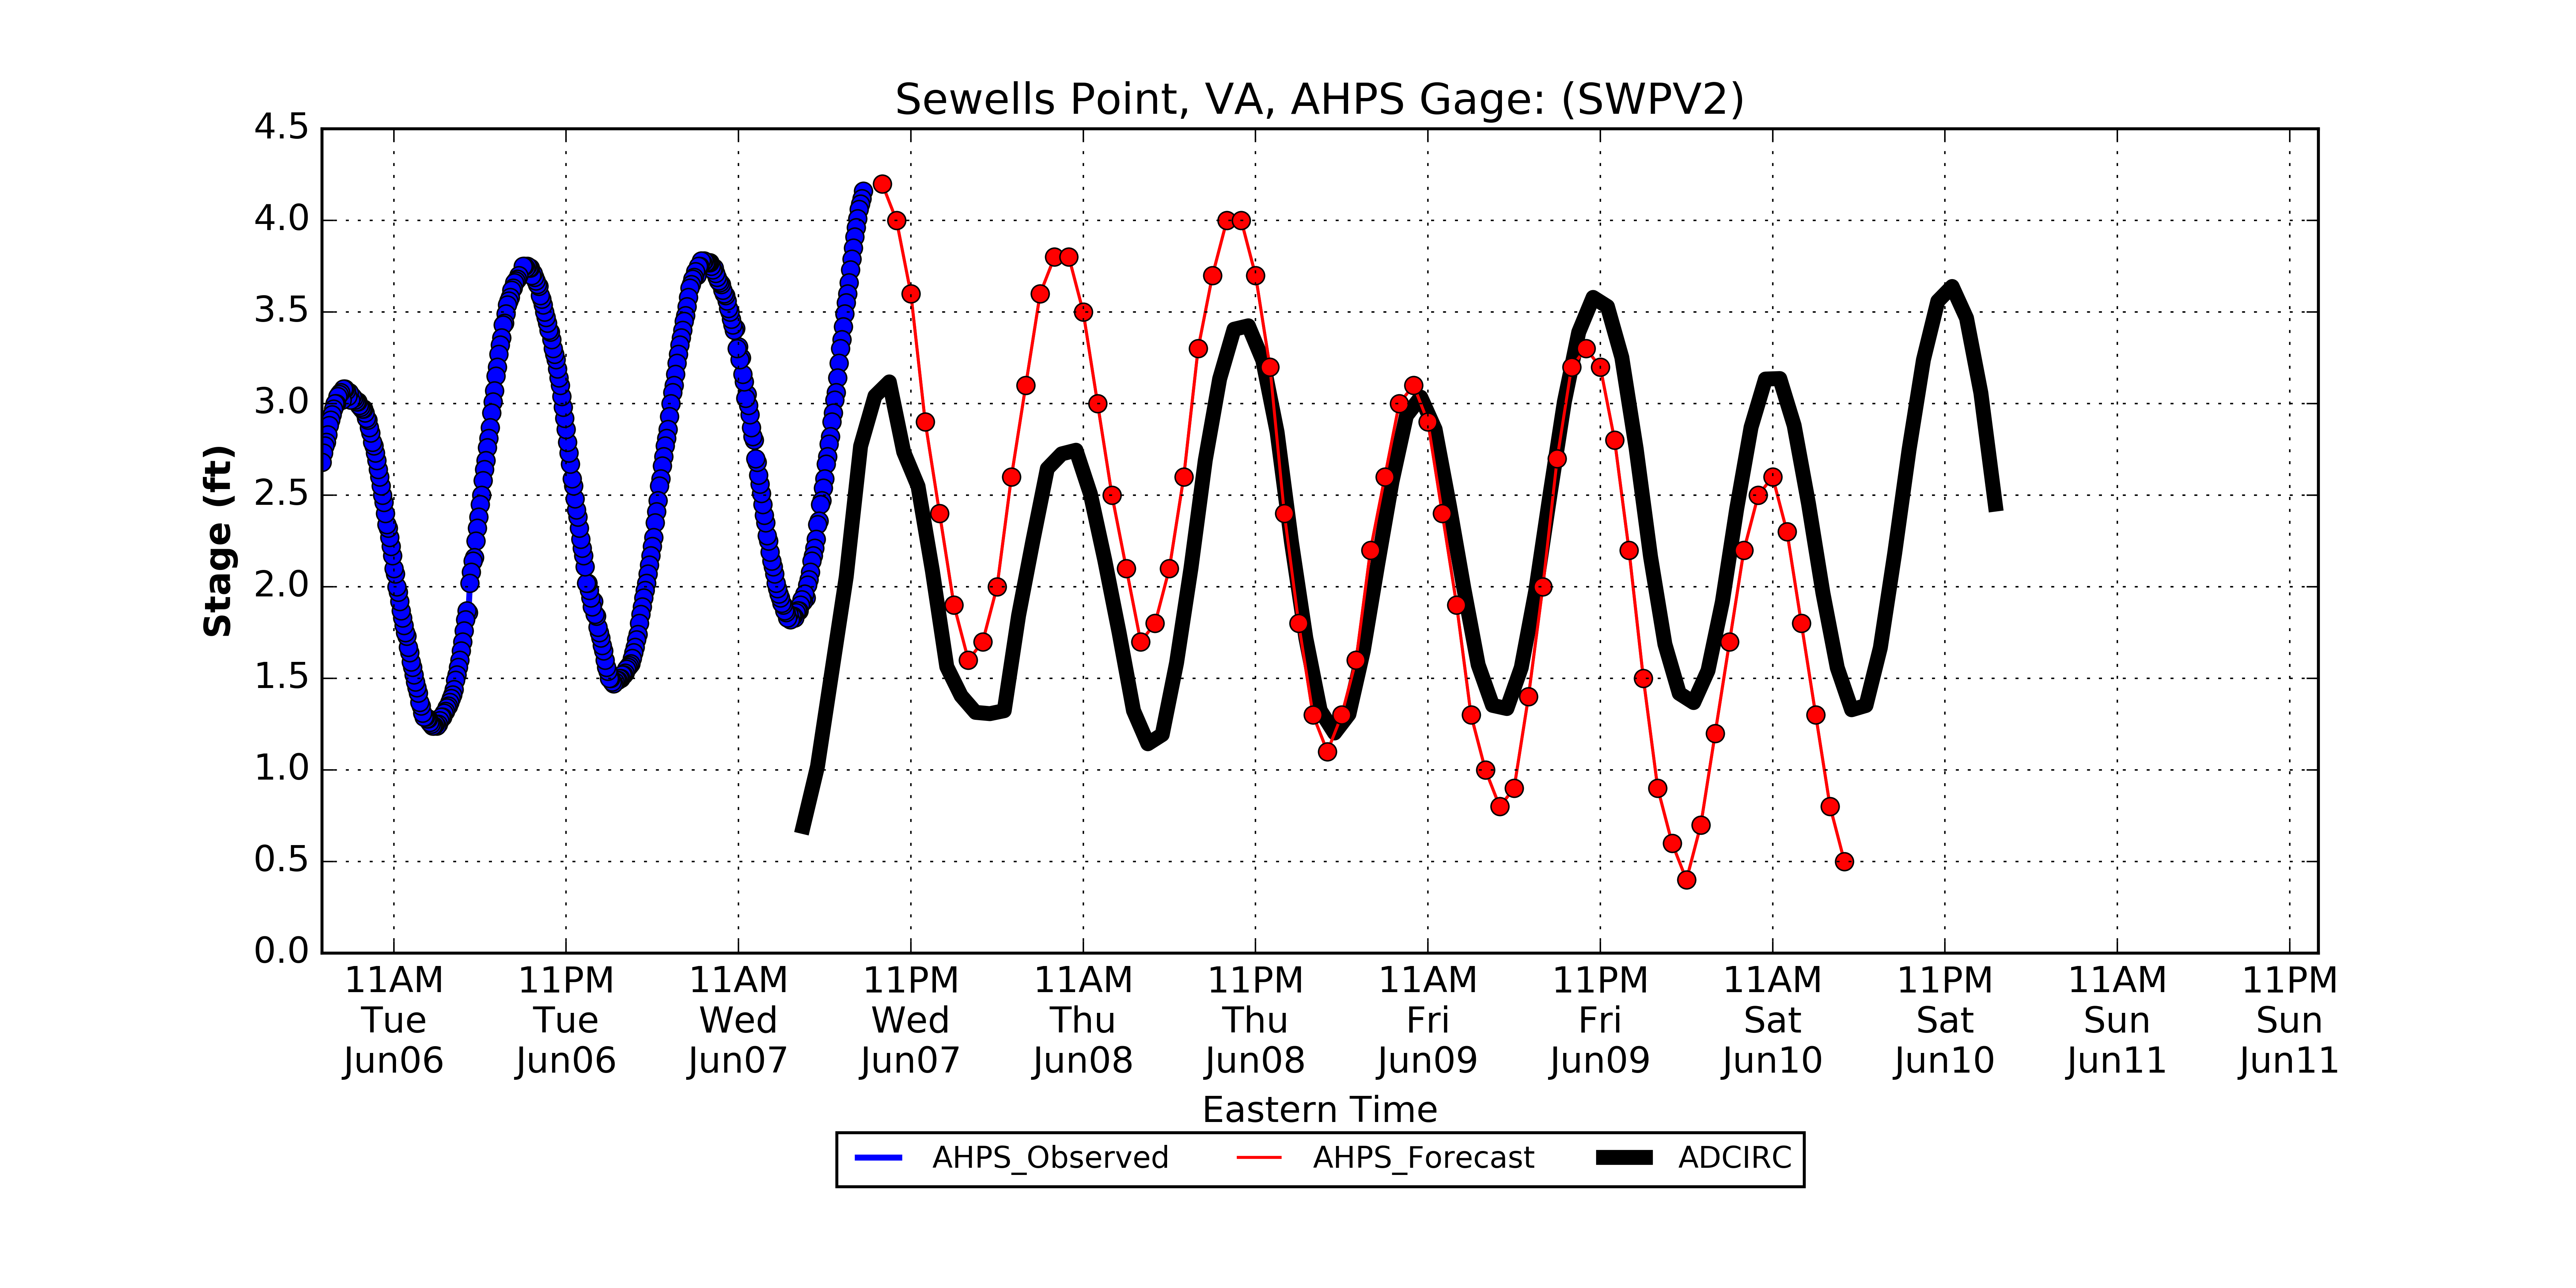 Sewells Point, VA, AHPS Gage: (SWPV2)
4.5
4.0
3.5
3.0
2.5
2.0
1.5
1.0
0.5
0.0
Stage (ft)
11AM 11PM 11AM 11PM 11AM 11PM 11AM 11PM 11AM 11PM 11AM 11PM
Tue Tue Wed Wed Thu Thu Fri Fri Sat Sat Sun Sun
Jun06 Jun06 Jun07 Jun07 Jun08 Jun08 Jun09 Jun09 Jun10 Jun10 Jun11 Jun11
Eastern Time
AHPS_Observed AHPS_Forecast ADCIRC